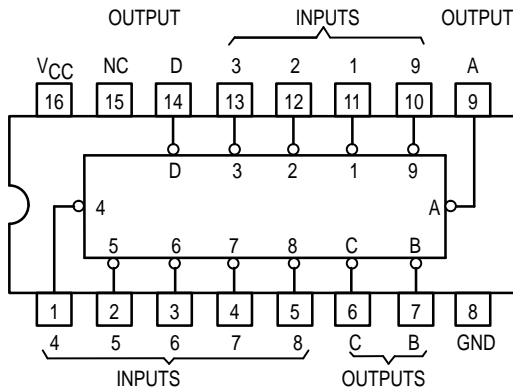 OUTPUT INPUTS OUTPUT
VCC NC D 3 2 1 9 A
16 15 14 13 12 11 10 9
D 3 2 1 9
4 A
5 6 7 8 C B
1 2 3 4 5 6 7 8
4 5 6 7 8 C B GND
INPUTS OUTPUTS